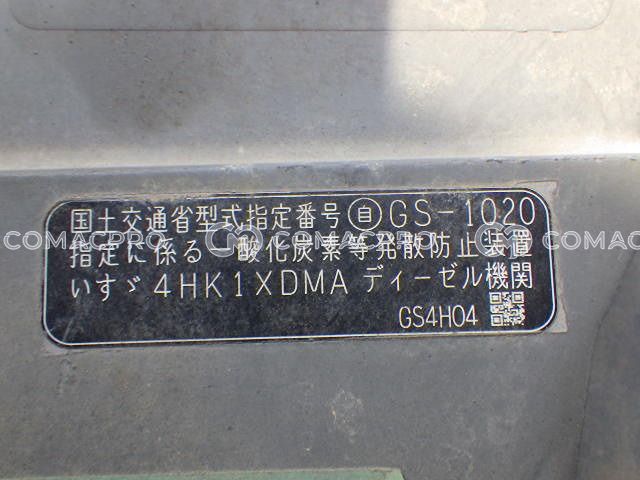 国土交通省型式指定番号 自 GS-1020
指定に係る一酸化炭素等発散防止装置
いすゞ 4HK1XDMA ディーゼル機関
GS4H04
COMACPRO COMACPRO COMAC